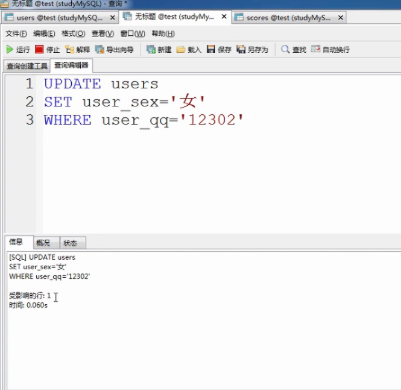 无标题 @test (studyMySQL) - 查询 *
users @test (studyMySQ...
无标题 @test (studyMy...
scores @test (studyMySQL)
文件(F) 编辑(E) 格式(O) 查看(V) 窗口(W) 帮助(H)
运行 停止 解释 导出向导 新建 载入 保存 另存为 查找 自动换行
查询创建工具 查询编辑器
1 UPDATE users
2 SET user_sex='女'
3 WHERE user_qq='12302'
信息 概况 状态
[SQL] UPDATE users
SET user_sex='女'
WHERE user_qq='12302'
受影响的行: 1
时间: 0.060s